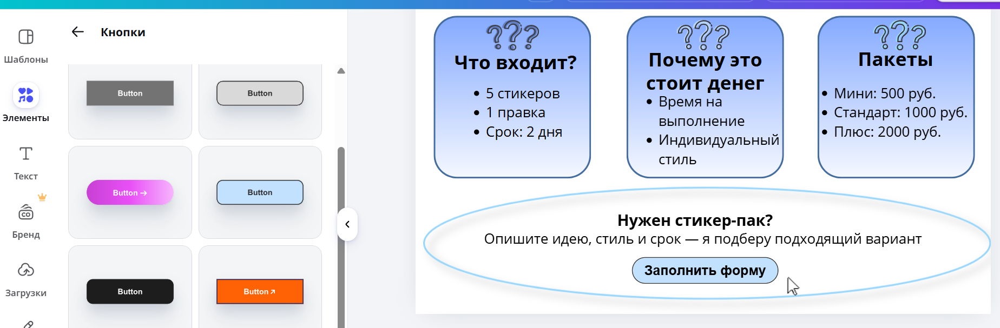 Кнопки
Шаблоны
Элементы
Текст
Бренд
CO
Загрузки
Button
Button
Button →
Button
Button
Button ↗
???
Что входит?
• 5 стикеров
• 1 правка
• Срок: 2 дня
???
Почему это
стоит денег
• Время на
выполнение
• Индивидуальный
стиль
???
Пакеты
• Мини: 500 руб.
• Стандарт: 1000 руб.
• Плюс: 2000 руб.
Нужен стикер-пак?
Опишите идею, стиль и срок — я подберу подходящий вариант
Заполнить форму